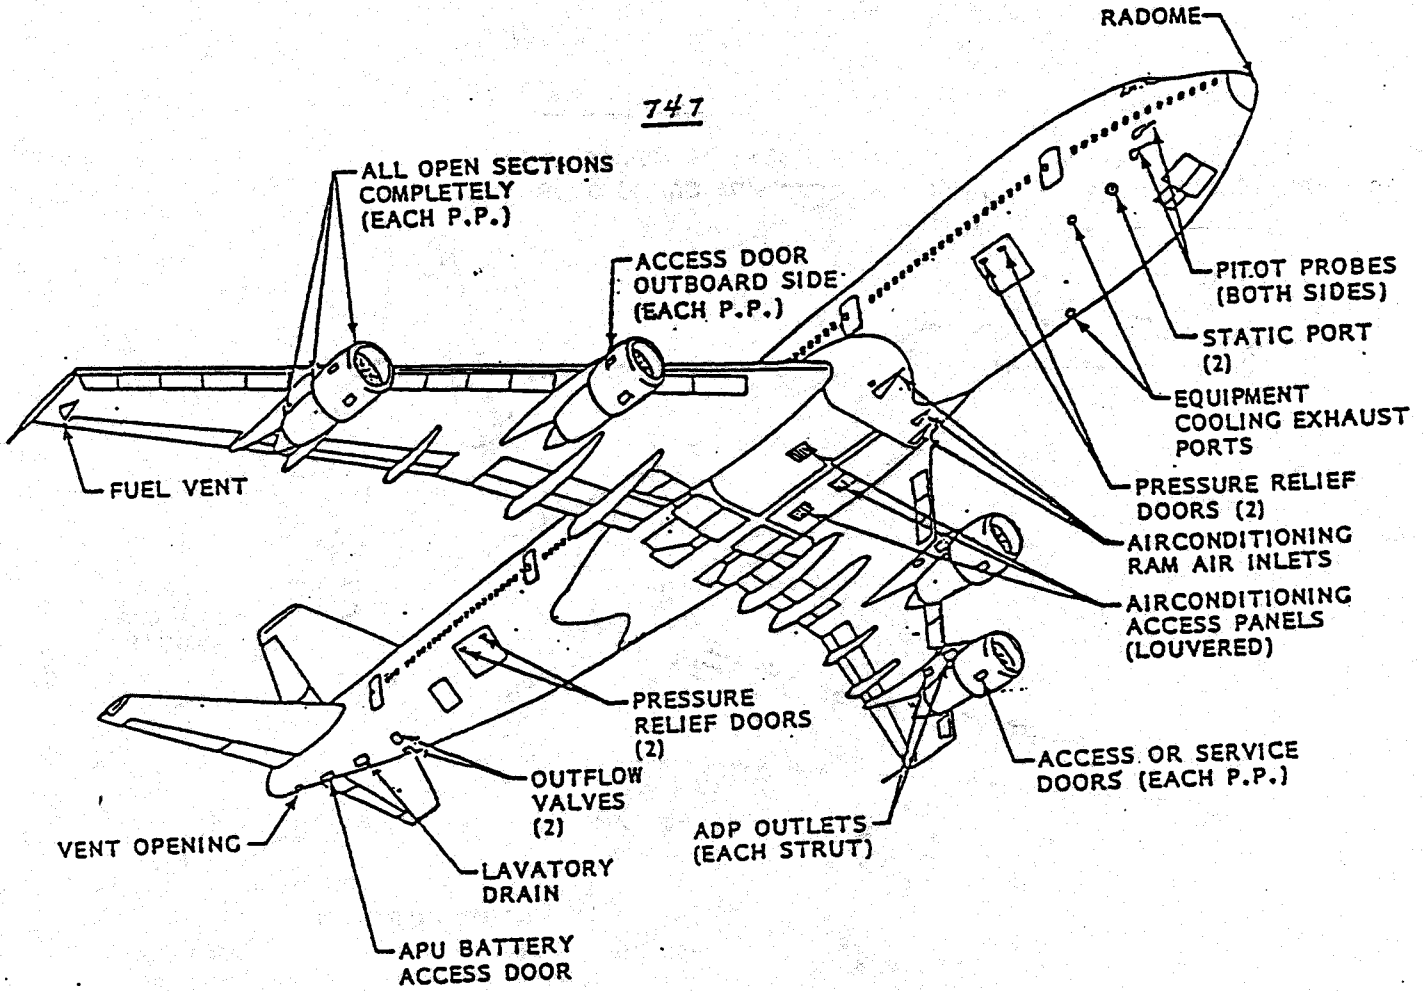 RADOME
747
ALL OPEN SECTIONS
COMPLETELY
(EACH P.P.)
ACCESS DOOR
OUTBOARD SIDE
(EACH P.P.)
PITOT PROBES
(BOTH SIDES)
STATIC PORT
(2)
EQUIPMENT
COOLING EXHAUST
PORTS
PRESSURE RELIEF
DOORS (2)
AIRCONDITIONING
RAM AIR INLETS
AIRCONDITIONING
ACCESS PANELS
(LOUVERED)
FUEL VENT
PRESSURE
RELIEF DOORS
(2)
ACCESS OR SERVICE
DOORS (EACH P.P.)
OUTFLOW
VALVES
(2)
ADP OUTLETS
(EACH STRUT)
VENT OPENING
LAVATORY
DRAIN
APU BATTERY
ACCESS DOOR